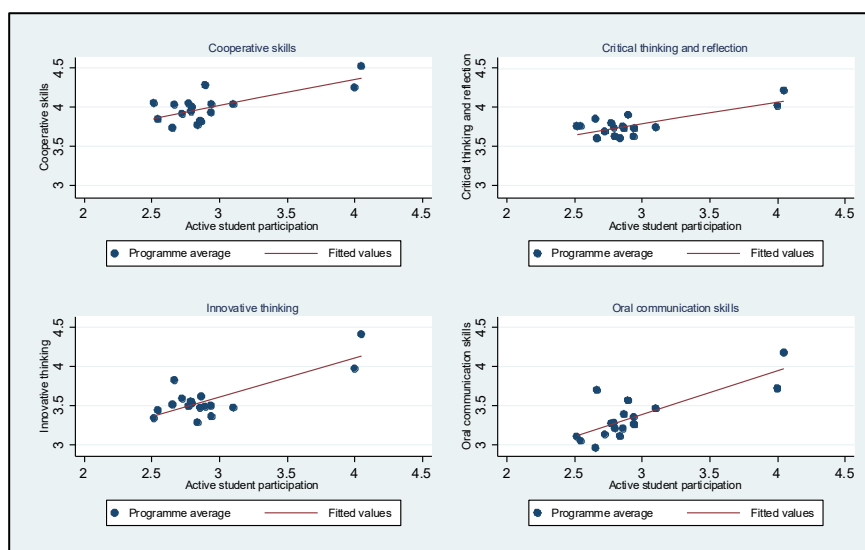 Cooperative skills
Cooperative skills
4.5
4
3.5
3
2 2.5 3 3.5 4 4.5
Active student participation
Programme average Fitted values
Critical thinking and reflection
Critical thinking and reflection
4.5
4
3.5
3
2 2.5 3 3.5 4 4.5
Active student participation
Programme average Fitted values
Innovative thinking
Innovative thinking
4.5
4
3.5
3
2 2.5 3 3.5 4 4.5
Active student participation
Programme average Fitted values
Oral communication skills
Oral communication skills
4.5
4
3.5
3
2 2.5 3 3.5 4 4.5
Active student participation
Programme average Fitted values